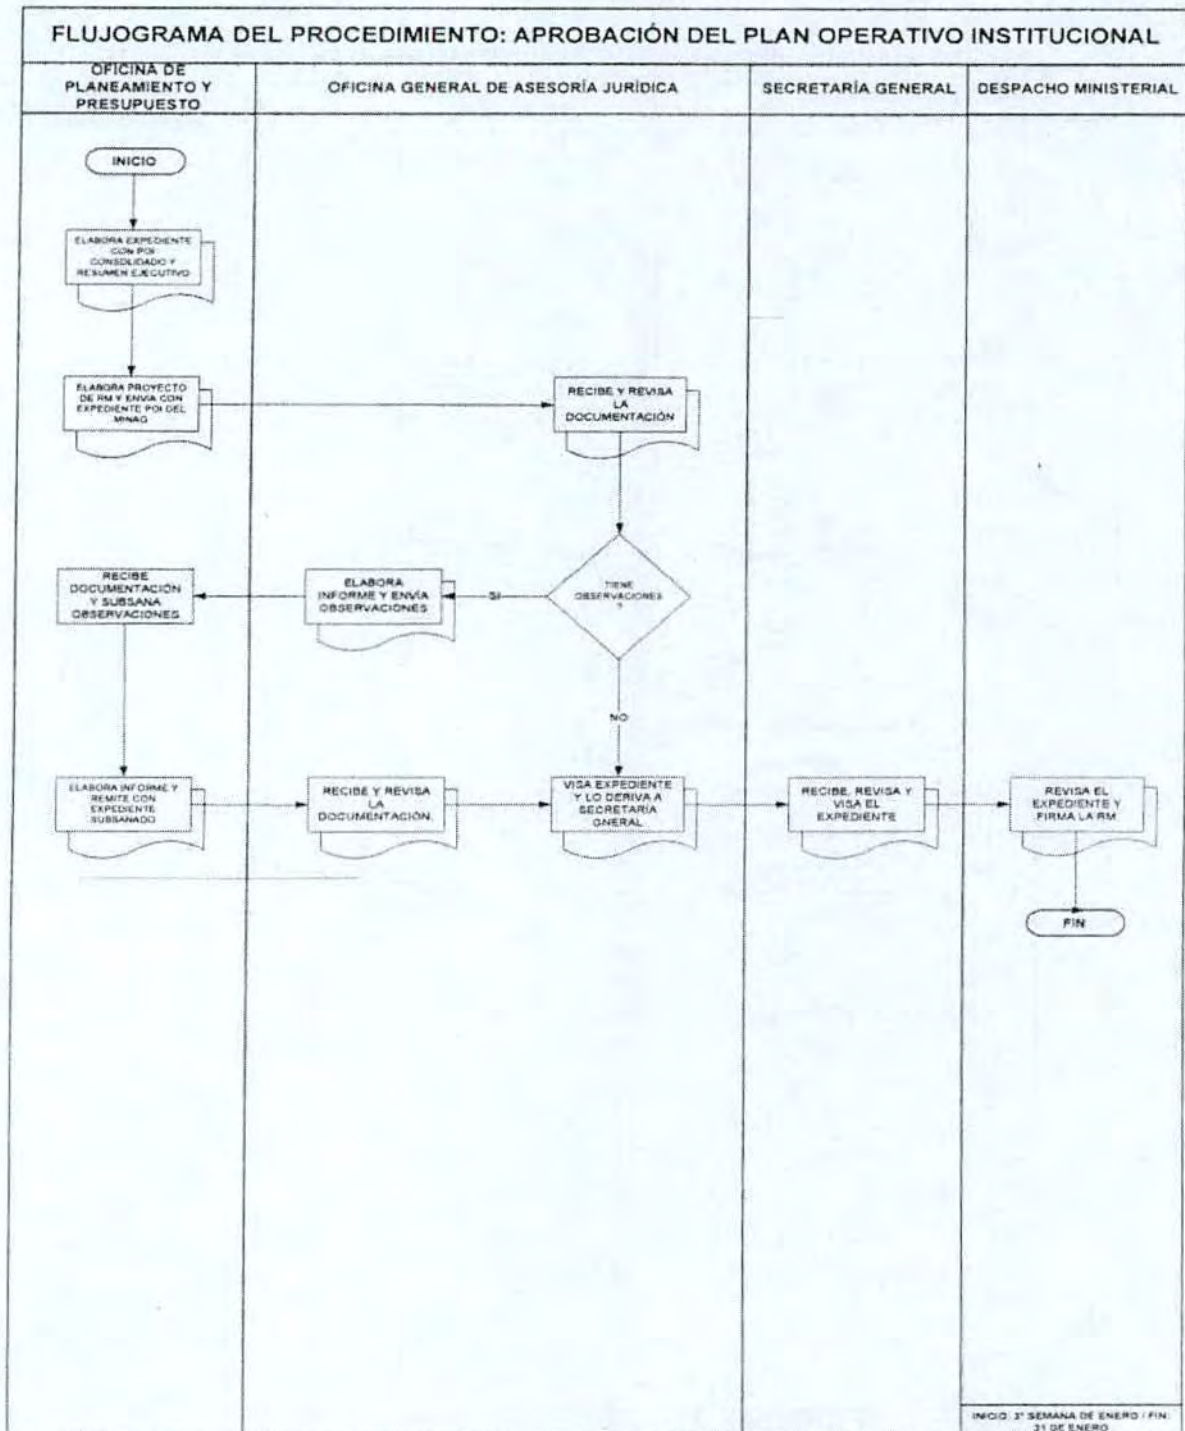 FLUJOGRAMA DEL PROCEDIMIENTO: APROBACIÓN DEL PLAN OPERATIVO INSTITUCIONAL
OFICINA DE
PLANEAMIENTO Y
PRESUPUESTO
OFICINA GENERAL DE ASESORÍA JURÍDICA
SECRETARÍA GENERAL
DESPACHO MINISTERIAL
INICIO
ELABORA EXPEDIENTE
CON POI
CONSOLIDADO Y
RESUMEN EJECUTIVO
ELABORA PROYECTO
DE RM Y ENVIA CON
EXPEDIENTE POI DEL
MINAG
RECIBE Y REVISA
LA
DOCUMENTACIÓN
RECIBE
DOCUMENTACIÓN
Y SUBSANA
OBSERVACIONES
ELABORA
INFORME Y ENVÍA
OBSERVACIONES
SI
TIENE
OBSERVACIONES
?
NO
ELABORA INFORME Y
REMITE CON
EXPEDIENTE
SUBSANADO
RECIBE Y REVISA
LA
DOCUMENTACIÓN.
VISA EXPEDIENTE
Y LO DERIVA A
SECRETARÍA
GNERAL
RECIBE, REVISA Y
VISA EL
EXPEDIENTE
REVISA EL
EXPEDIENTE Y
FIRMA LA RM
FIN
INICIO: 3° SEMANA DE ENERO / FIN:
31 DE ENERO